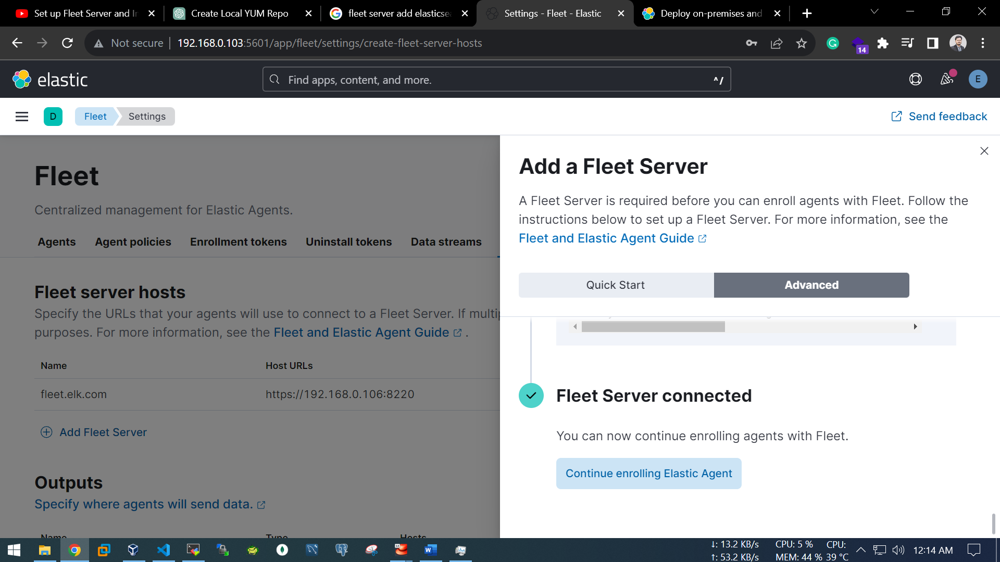 Set up Fleet Server and In
Create Local YUM Repo
fleet server add elasticsea
Settings - Fleet - Elastic
Deploy on-premises and
Not secure
192.168.0.103:5601/app/fleet/settings/create-fleet-server-hosts
14
elastic
Find apps, content, and more.
^/
E
D
Fleet
Settings
Send feedback
Fleet
Centralized management for Elastic Agents.
Agents
Agent policies
Enrollment tokens
Uninstall tokens
Data streams
Fleet server hosts
Specify the URLs that your agents will use to connect to a Fleet Server. If multip
purposes. For more information, see the Fleet and Elastic Agent Guide .
Name
Host URLs
fleet.elk.com
https://192.168.0.106:8220
Add Fleet Server
Outputs
Specify where agents will send data.
Name
Type
Hosts
Add a Fleet Server
A Fleet Server is required before you can enroll agents with Fleet. Follow the
instructions below to set up a Fleet Server. For more information, see the
Fleet and Elastic Agent Guide
Quick Start
Advanced
Fleet Server connected
You can now continue enrolling agents with Fleet.
Continue enrolling Elastic Agent
↓: 13.2 KB/s
↑: 53.2 KB/s
CPU: 5 %
MEM: 44 %
CPU:
39 °C
12:14 AM